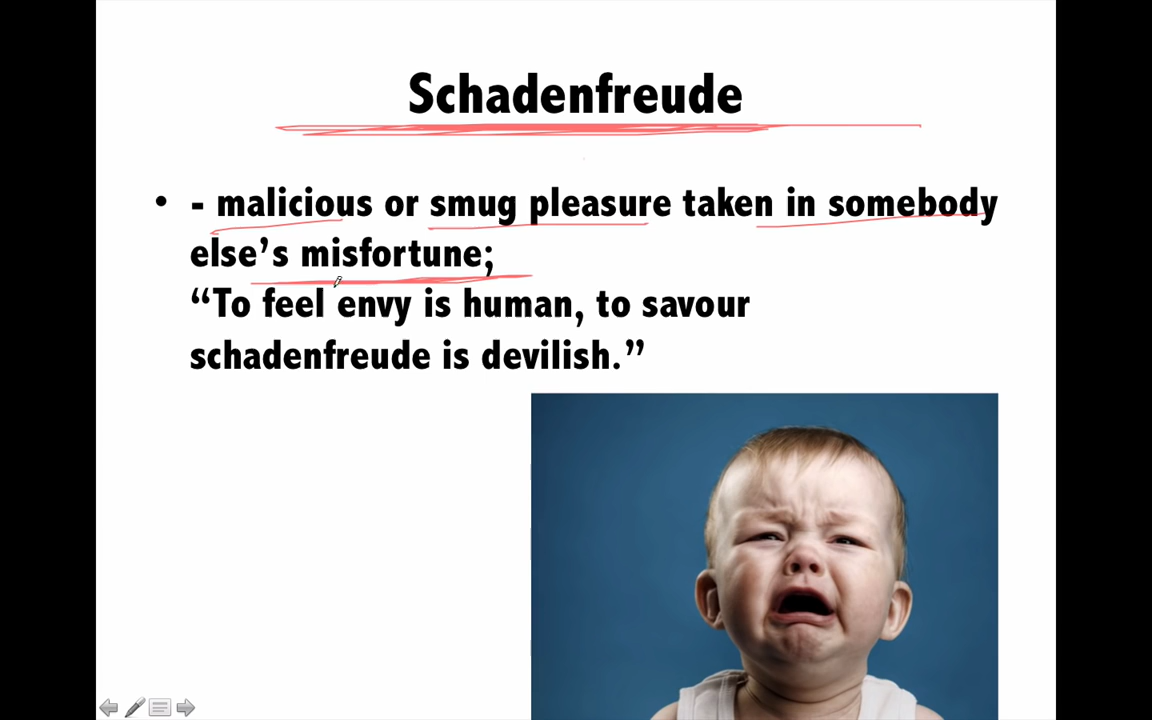 Schadenfreude
• - malicious or smug pleasure taken in somebody
else’s misfortune;
“To feel envy is human, to savour
schadenfreude is devilish.”